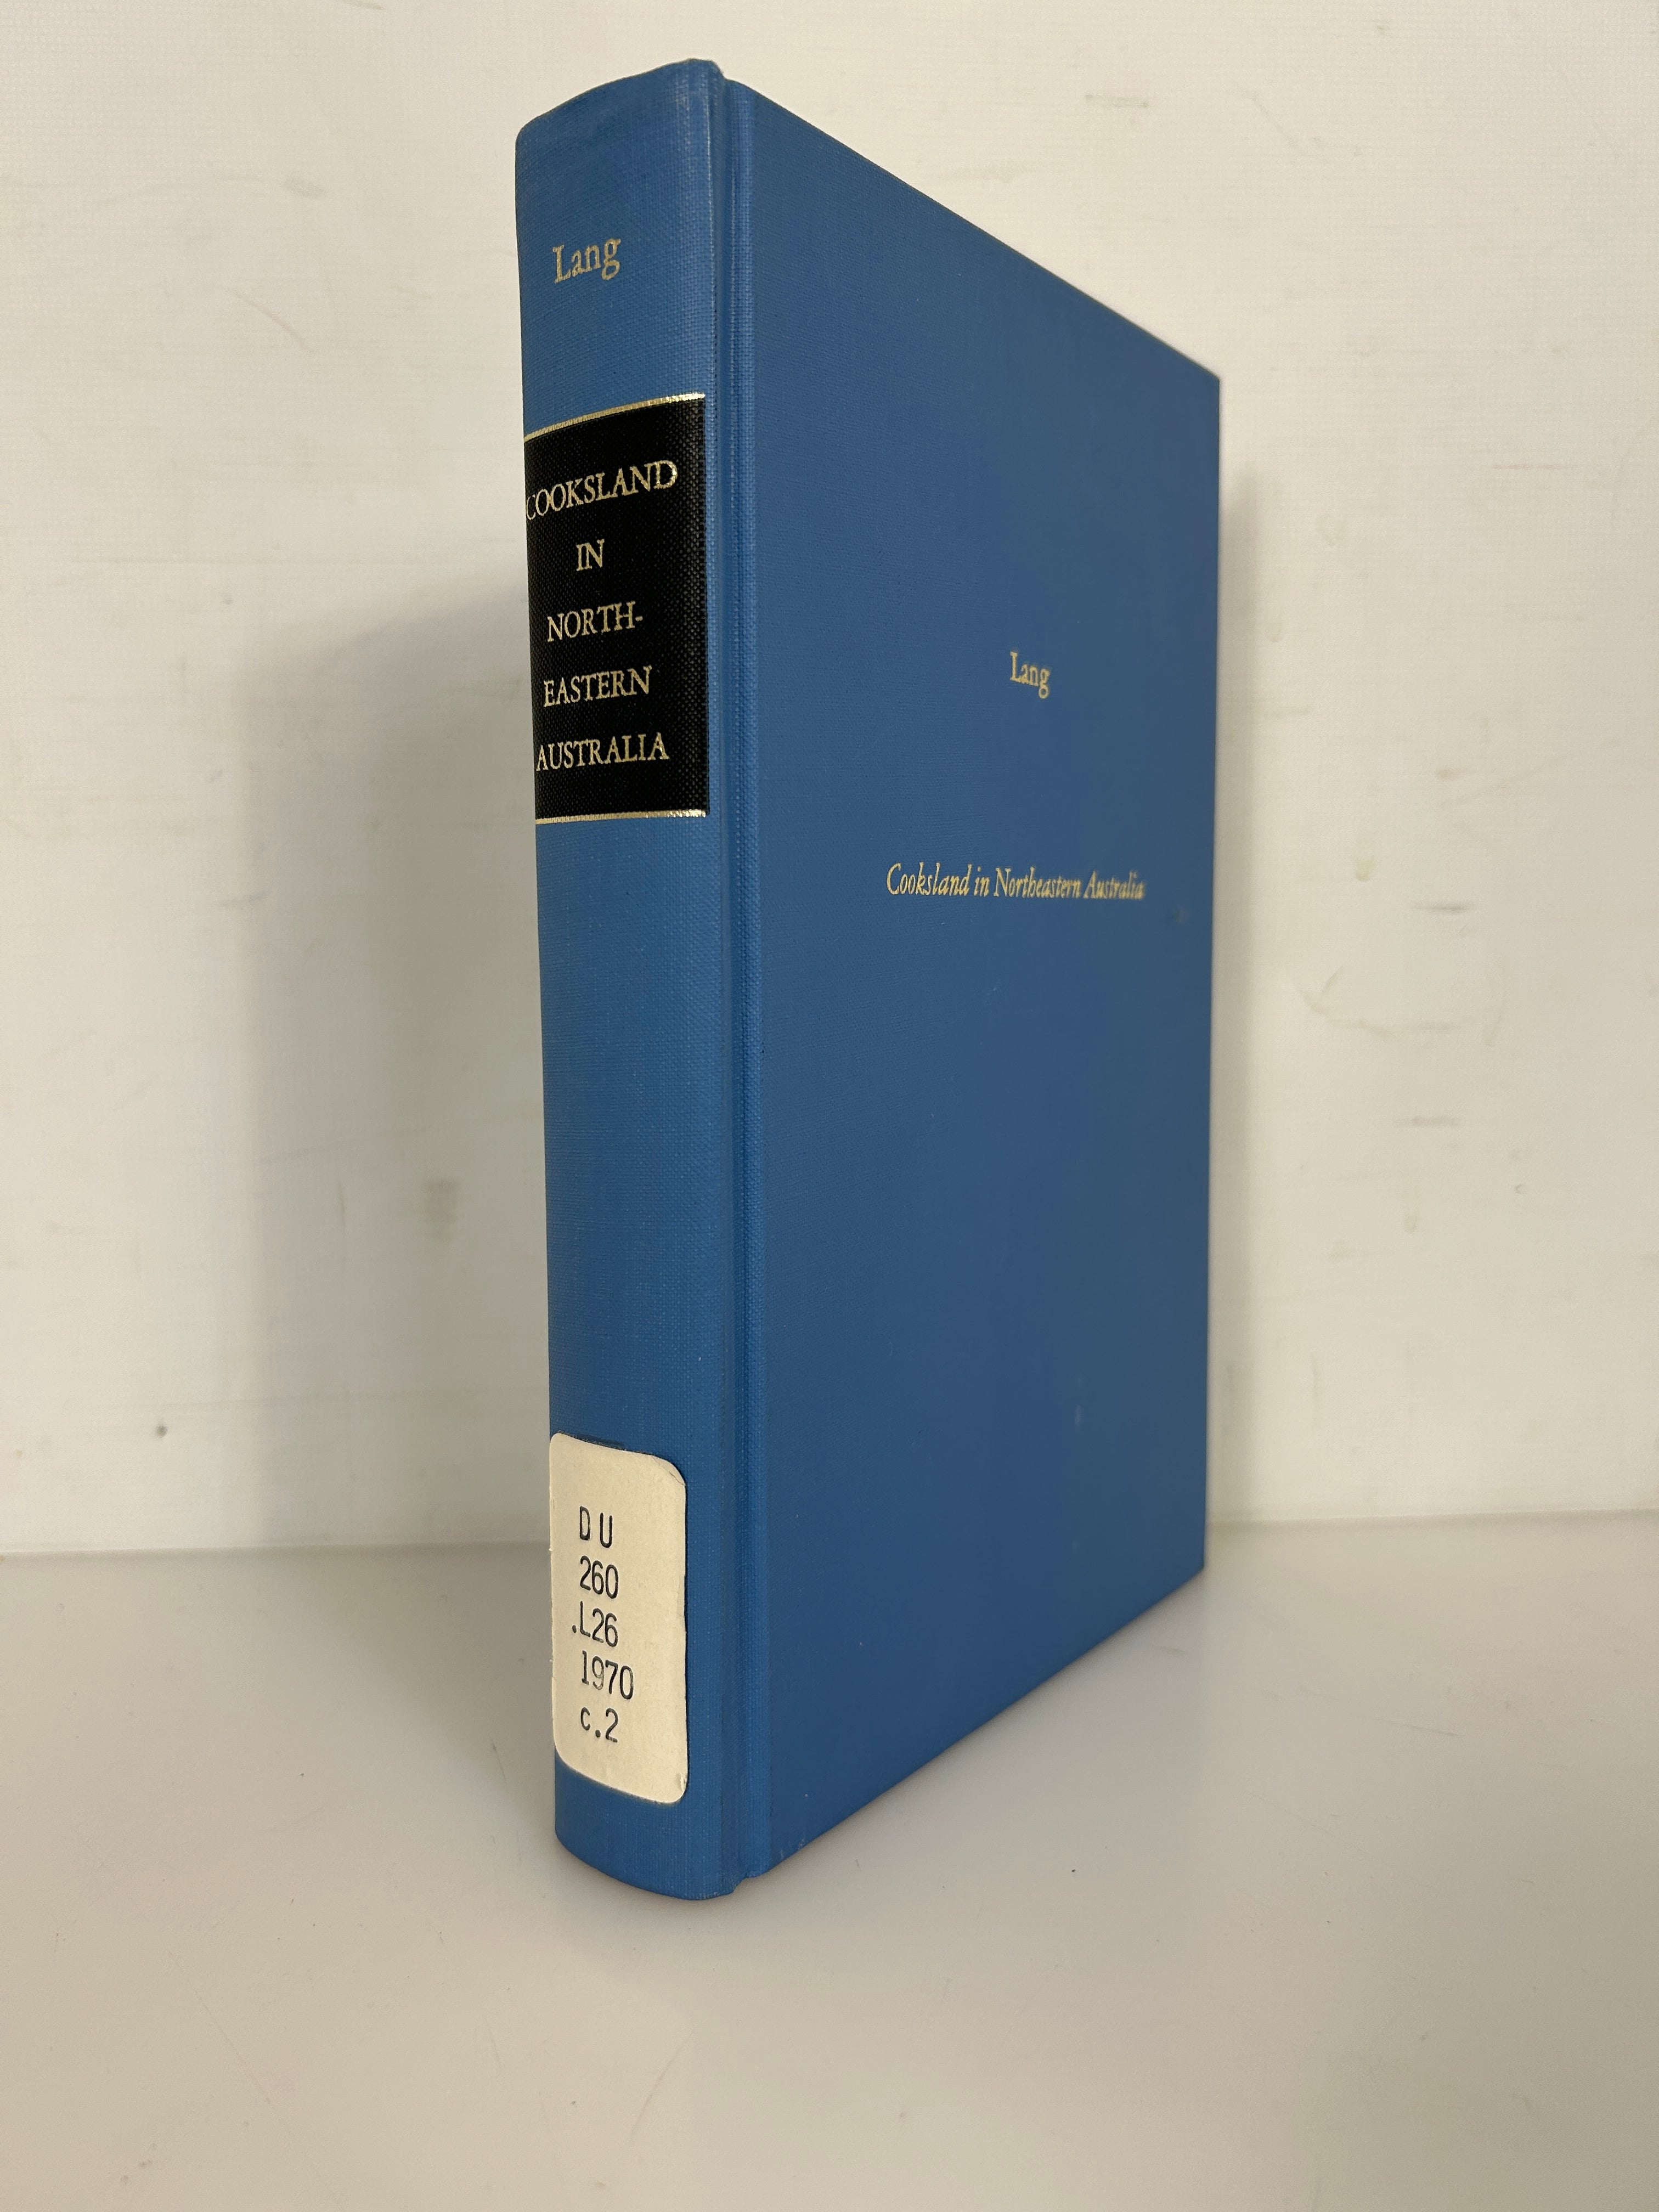 Lang
COOKSLAND
IN
NORTH-
EASTERN
AUSTRALIA
DU
260
.L26
1970
c.2
Lang
Cooksland in Northeastern Australia